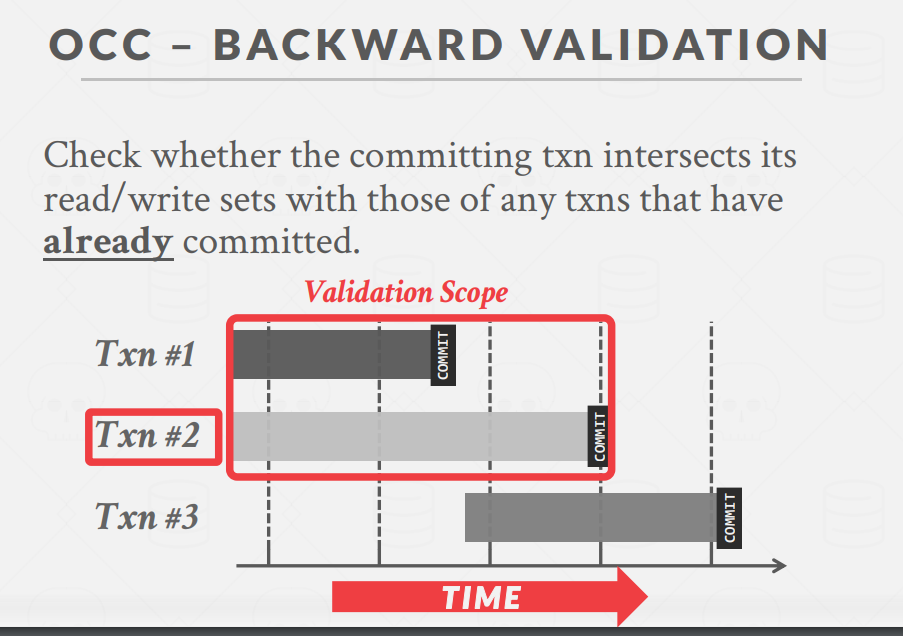 OCC – BACKWARD VALIDATION
Check whether the committing txn intersects its
read/write sets with those of any txns that have
already committed.
Validation Scope
Txn #1
COMMIT
Txn #2
COMMIT
Txn #3
COMMIT
TIME